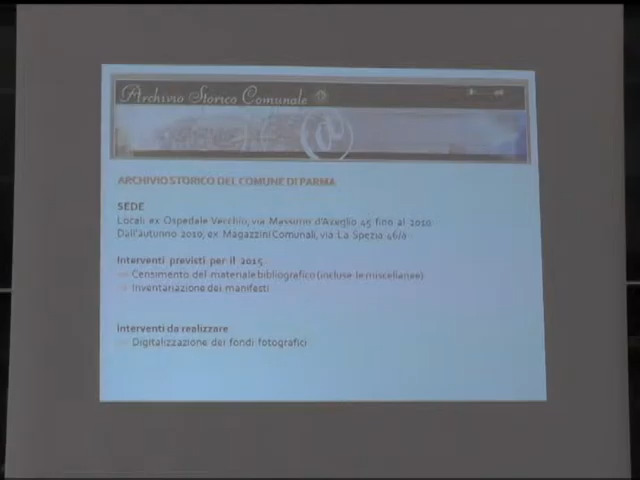 Archivio Storico Comunale
@
ARCHIVIO STORICO DEL COMUNE DI PARMA
SEDE
Locali ex Ospedale Vecchio, via Massimo d'Azeglio 45 fino al 2010
Dall'autunno 2010, ex Magazzini Comunali, via La Spezia 46/a
Interventi previsti per il 2015
Censimento del materiale bibliografico (incluse le miscellanee)
Inventariazione dei manifesti
Interventi da realizzare
Digitalizzazione dei fondi fotografici